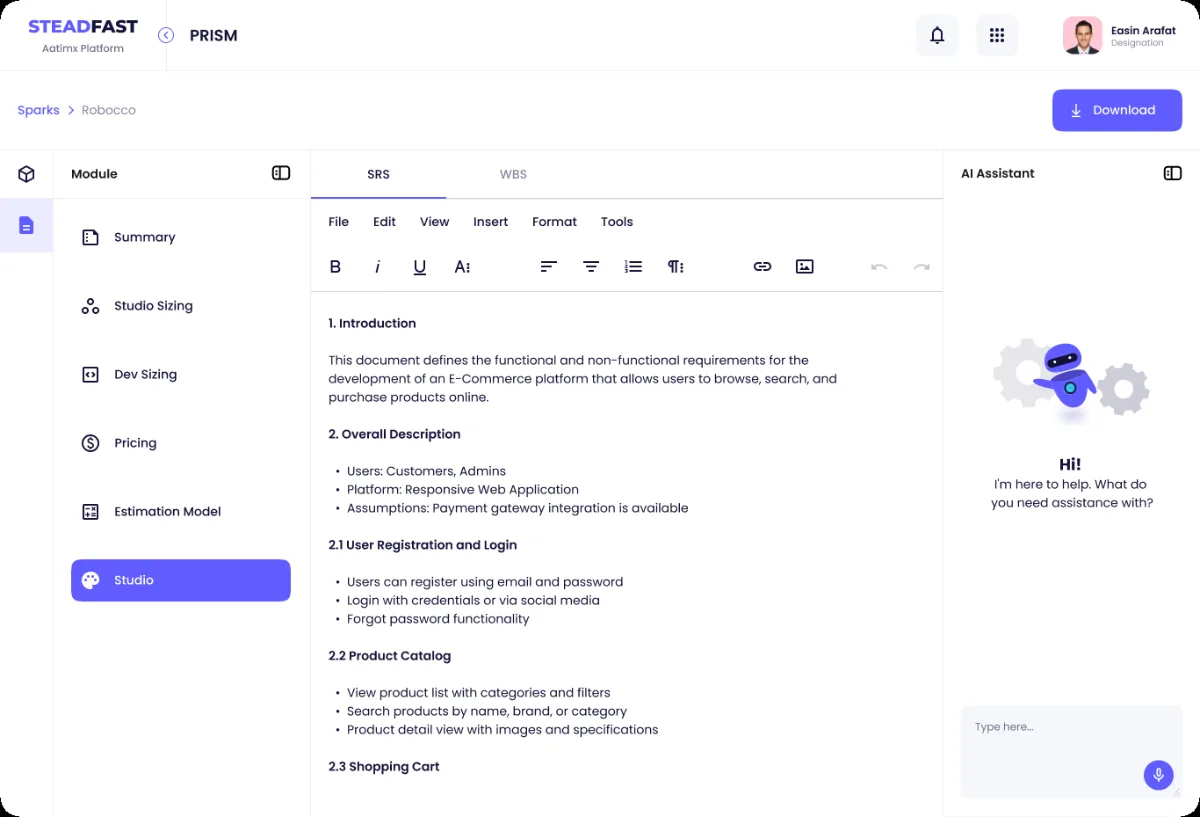 STEADFAST
Aatimx Platform
PRISM
Easin Arafat
Designation
Sparks > Robocco
Download
Module
Summary
Studio Sizing
Dev Sizing
Pricing
Estimation Model
Studio
SRS
WBS
File Edit View Insert Format Tools
1. Introduction
This document defines the functional and non-functional requirements for the
development of an E-Commerce platform that allows users to browse, search, and
purchase products online.
2. Overall Description
• Users: Customers, Admins
• Platform: Responsive Web Application
• Assumptions: Payment gateway integration is available
2.1 User Registration and Login
• Users can register using email and password
• Login with credentials or via social media
• Forgot password functionality
2.2 Product Catalog
• View product list with categories and filters
• Search products by name, brand, or category
• Product detail view with images and specifications
2.3 Shopping Cart
AI Assistant
Hi!
I'm here to help. What do
you need assistance with?
Type here...